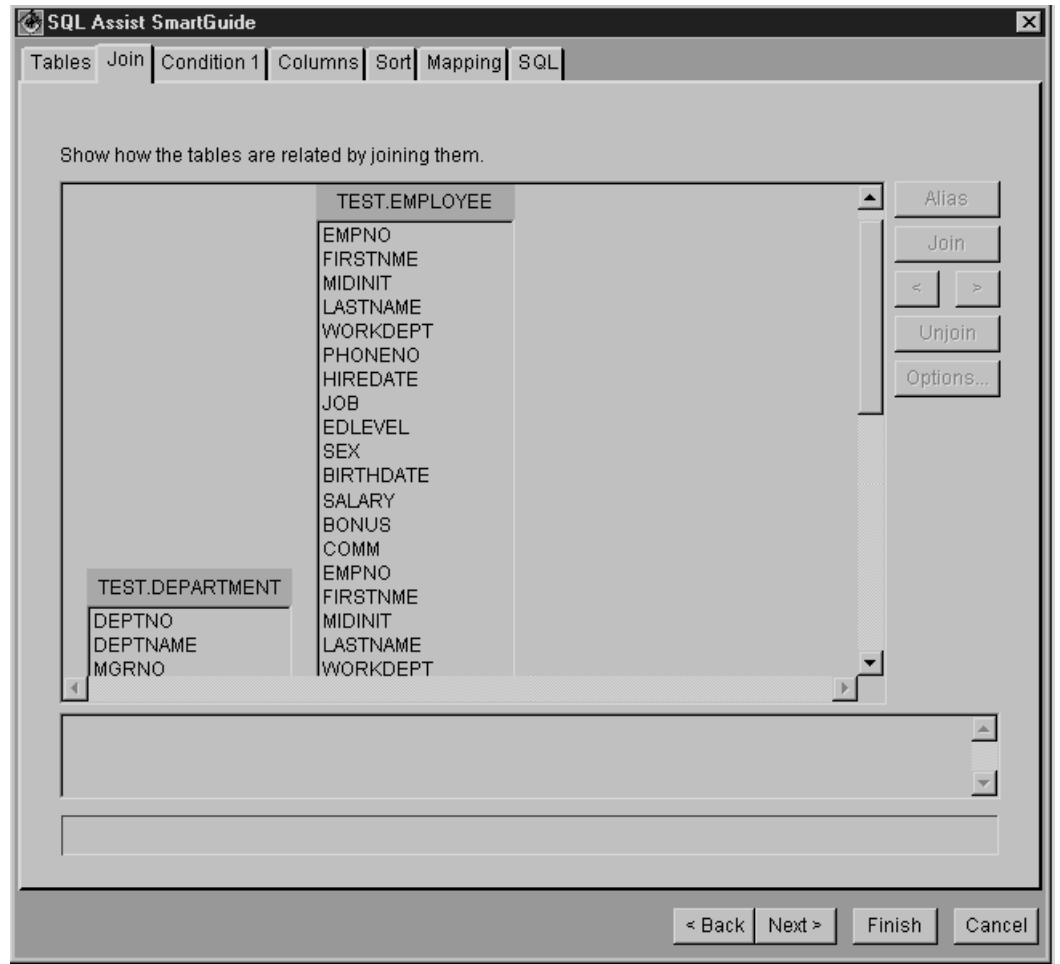 SQL Assist SmartGuide
Tables Join Condition 1 Columns Sort Mapping SQL
Show how the tables are related by joining them.
TEST.EMPLOYEE
EMPNO
FIRSTNME
MIDINIT
LASTNAME
WORKDEPT
PHONENO
HIREDATE
JOB
EDLEVEL
SEX
BIRTHDATE
SALARY
BONUS
COMM
EMPNO
FIRSTNME
MIDINIT
LASTNAME
WORKDEPT
TEST.DEPARTMENT
DEPTNO
DEPTNAME
MGRNO
Alias
Join
< >
Unjoin
Options...
< Back Next > Finish Cancel